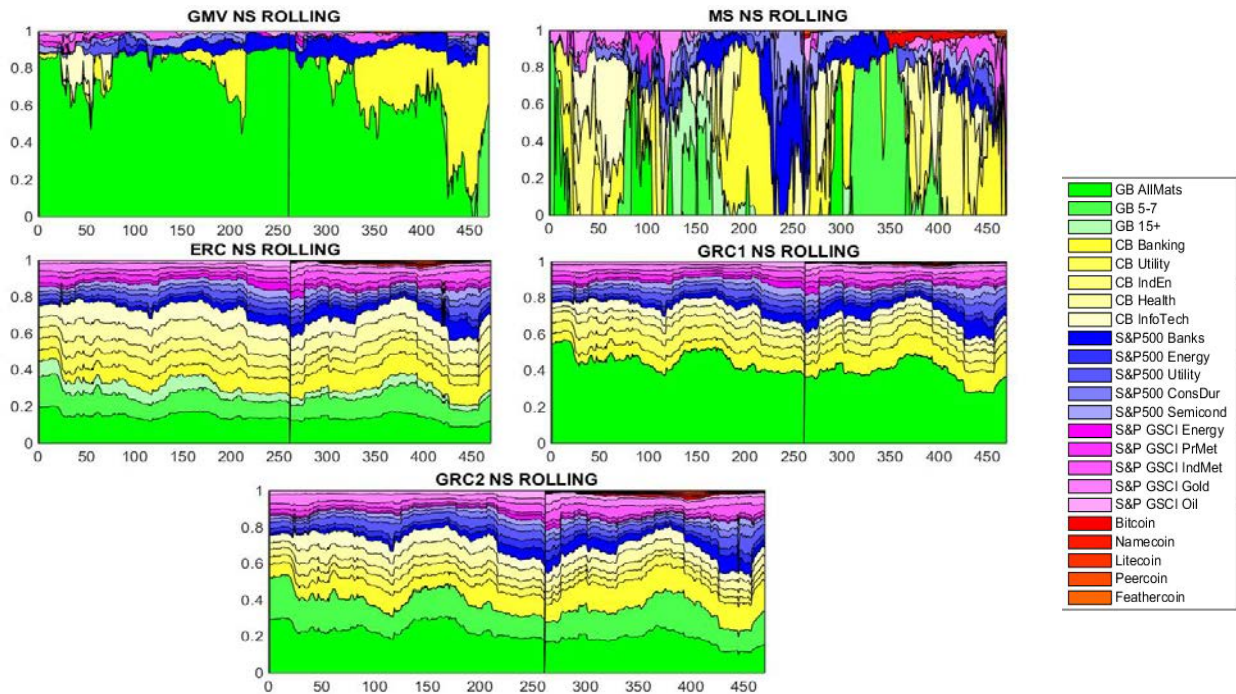 GMV NS ROLLING
1
0.8
0.6
0.4
0.2
0
0 50 100 150 200 250 300 350 400 450
MS NS ROLLING
1
0.8
0.6
0.4
0.2
0
0 50 100 150 200 250 300 350 400 450
ERC NS ROLLING
1
0.8
0.6
0.4
0.2
0
0 50 100 150 200 250 300 350 400 450
GRC1 NS ROLLING
1
0.8
0.6
0.4
0.2
0
0 50 100 150 200 250 300 350 400 450
GRC2 NS ROLLING
1
0.8
0.6
0.4
0.2
0
0 50 100 150 200 250 300 350 400 450
GB AllMats
GB 5-7
GB 15+
CB Banking
CB Utility
CB IndEn
CB Health
CB InfoTech
S&P500 Banks
S&P500 Energy
S&P500 Utility
S&P500 ConsDur
S&P500 Semicond
S&P GSCI Energy
S&P GSCI PrMet
S&P GSCI IndMet
S&P GSCI Gold
S&P GSCI Oil
Bitcoin
Namecoin
Litecoin
Peercoin
Feathercoin